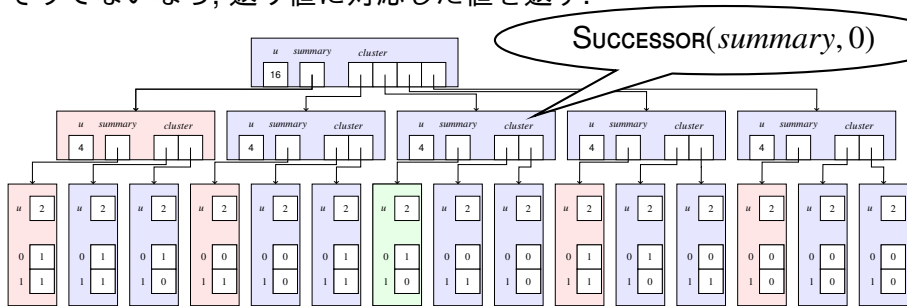 そうでないなら, 返り値に対応した値を返す.
SUCCESSOR(summary, 0)
u summary cluster
16
u summary cluster u summary cluster u summary cluster u summary cluster u summary cluster
4 4 4 4 4
u 2 u 2 u 2 u 2 u 2 u 2 u 2 u 2 u 2 u 2 u 2 u 2 u 2 u 2 u 2
0 1 0 1 0 1 0 0 0 0 0 1 0 1 0 1 0 0 0 0 0 0 0 1 0 0 0 0 0 0
1 1 1 1 1 1 1 1 1 0 1 1 1 0 1 0 1 0 1 1 1 0 1 1 1 1 1 0 1 1